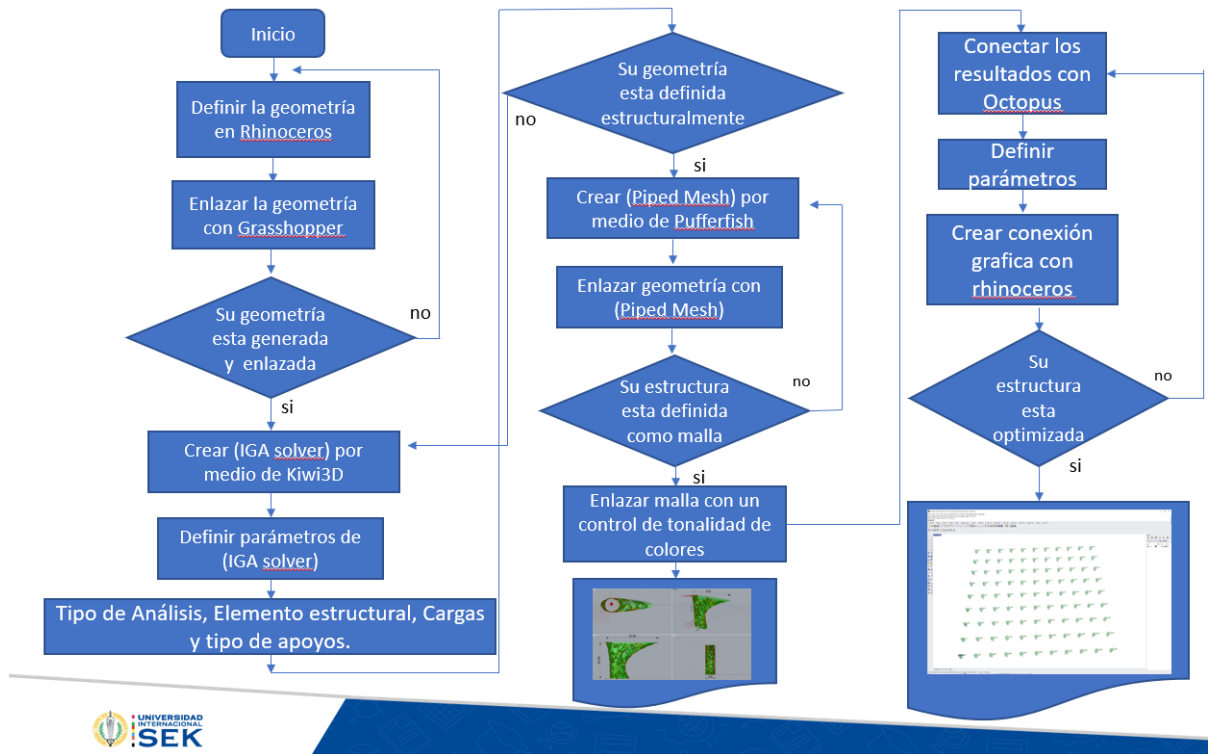 Inicio
Definir la geometría
en Rhinoceros
Enlazar la geometría
con Grasshopper
Su geometría
esta generada
y enlazada
no
si
Crear (IGA solver) por
medio de Kiwi3D
Definir parámetros de
(IGA solver)
Tipo de Análisis, Elemento estructural, Cargas
y tipo de apoyos.
Su geometría
esta definida
estructuralmente
no
si
Crear (Piped Mesh) por
medio de Pufferfish
Enlazar geometría con
(Piped Mesh)
Su estructura
esta definida
como malla
no
si
Enlazar malla con un
control de tonalidad de
colores
Conectar los
resultados con
Octopus
Definir
parámetros
Crear conexión
grafica con
rhinoceros
Su
estructura
esta
optimizada
no
si
UNIVERSIDAD
INTERNACIONAL
SEK